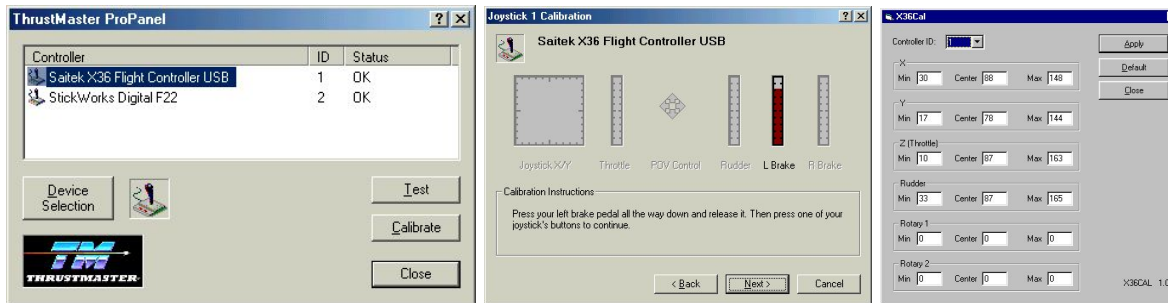 ThrustMaster ProPanel
Controller ID Status
Saitek X36 Flight Controller USB 1 OK
StickWorks Digital F22 2 OK
Device
Selection
Test
Calibrate
TM
THRUSTMASTER
Close
Joystick 1 Calibration
Saitek X36 Flight Controller USB
Joystick X/Y Throttle POV Control Rudder L Brake R Brake
Calibration Instructions
Press your left brake pedal all the way down and release it. Then press one of your
joystick's buttons to continue.
< Back Next > Cancel
X36Cal
Controller ID: 1
Apply
Default
Close
X
Min 30 Center 88 Max 148
Y
Min 17 Center 78 Max 144
Z (Throttle)
Min 10 Center 87 Max 163
Rudder
Min 33 Center 87 Max 165
Rotary 1
Min 0 Center 0 Max 0
Rotary 2
Min 0 Center 0 Max 0
X36CAL